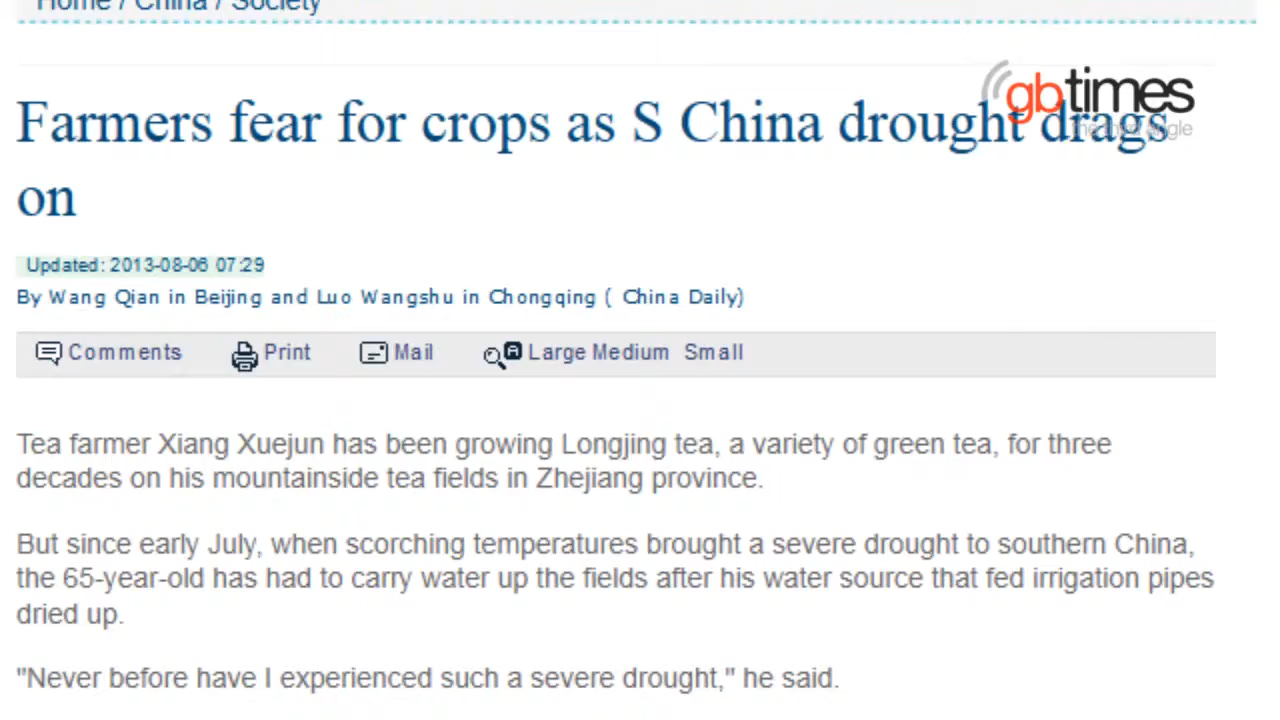 Home / China / Society
gbtimes
the third angle
Farmers fear for crops as S China drought drags
on
Updated: 2013-08-06 07:29
By Wang Qian in Beijing and Luo Wangshu in Chongqing ( China Daily)
Comments Print Mail Large Medium Small
Tea farmer Xiang Xuejun has been growing Longjing tea, a variety of green tea, for three
decades on his mountainside tea fields in Zhejiang province.
But since early July, when scorching temperatures brought a severe drought to southern China,
the 65-year-old has had to carry water up the fields after his water source that fed irrigation pipes
dried up.
"Never before have I experienced such a severe drought," he said.